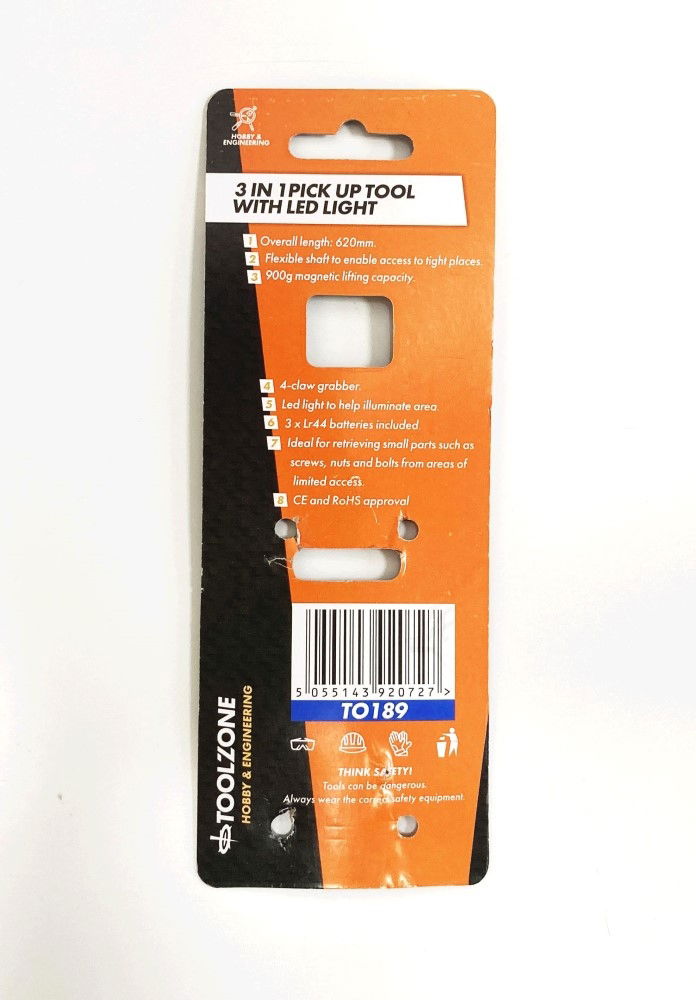 HOBBY &
ENGINEERING
3 IN 1 PICK UP TOOL
WITH LED LIGHT
1 Overall length: 620mm.
2 Flexible shaft to enable access to tight places.
3 900g magnetic lifting capacity.
4 4-claw grabber.
5 Led light to help illuminate area.
6 3 x Lr44 batteries included.
7 Ideal for retrieving small parts such as
screws, nuts and bolts from areas of
limited access.
8 CE and RoHS approval
5 055143 920727 >
TO189
THINK SAFETY!
Tools can be dangerous.
Always wear the correct safety equipment.
TOOLZONE
HOBBY & ENGINEERING